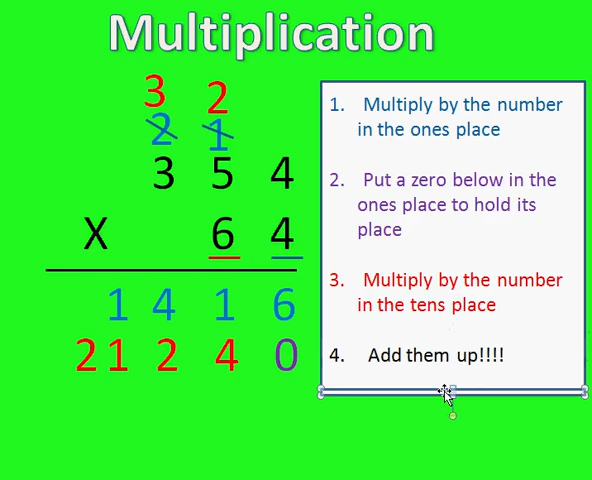 Multiplication
3 2
2 1
3 5 4
X 6 4
1 4 1 6
2 1 2 4 0
1. Multiply by the number
in the ones place
2. Put a zero below in the
ones place to hold its
place
3. Multiply by the number
in the tens place
4. Add them up!!!!